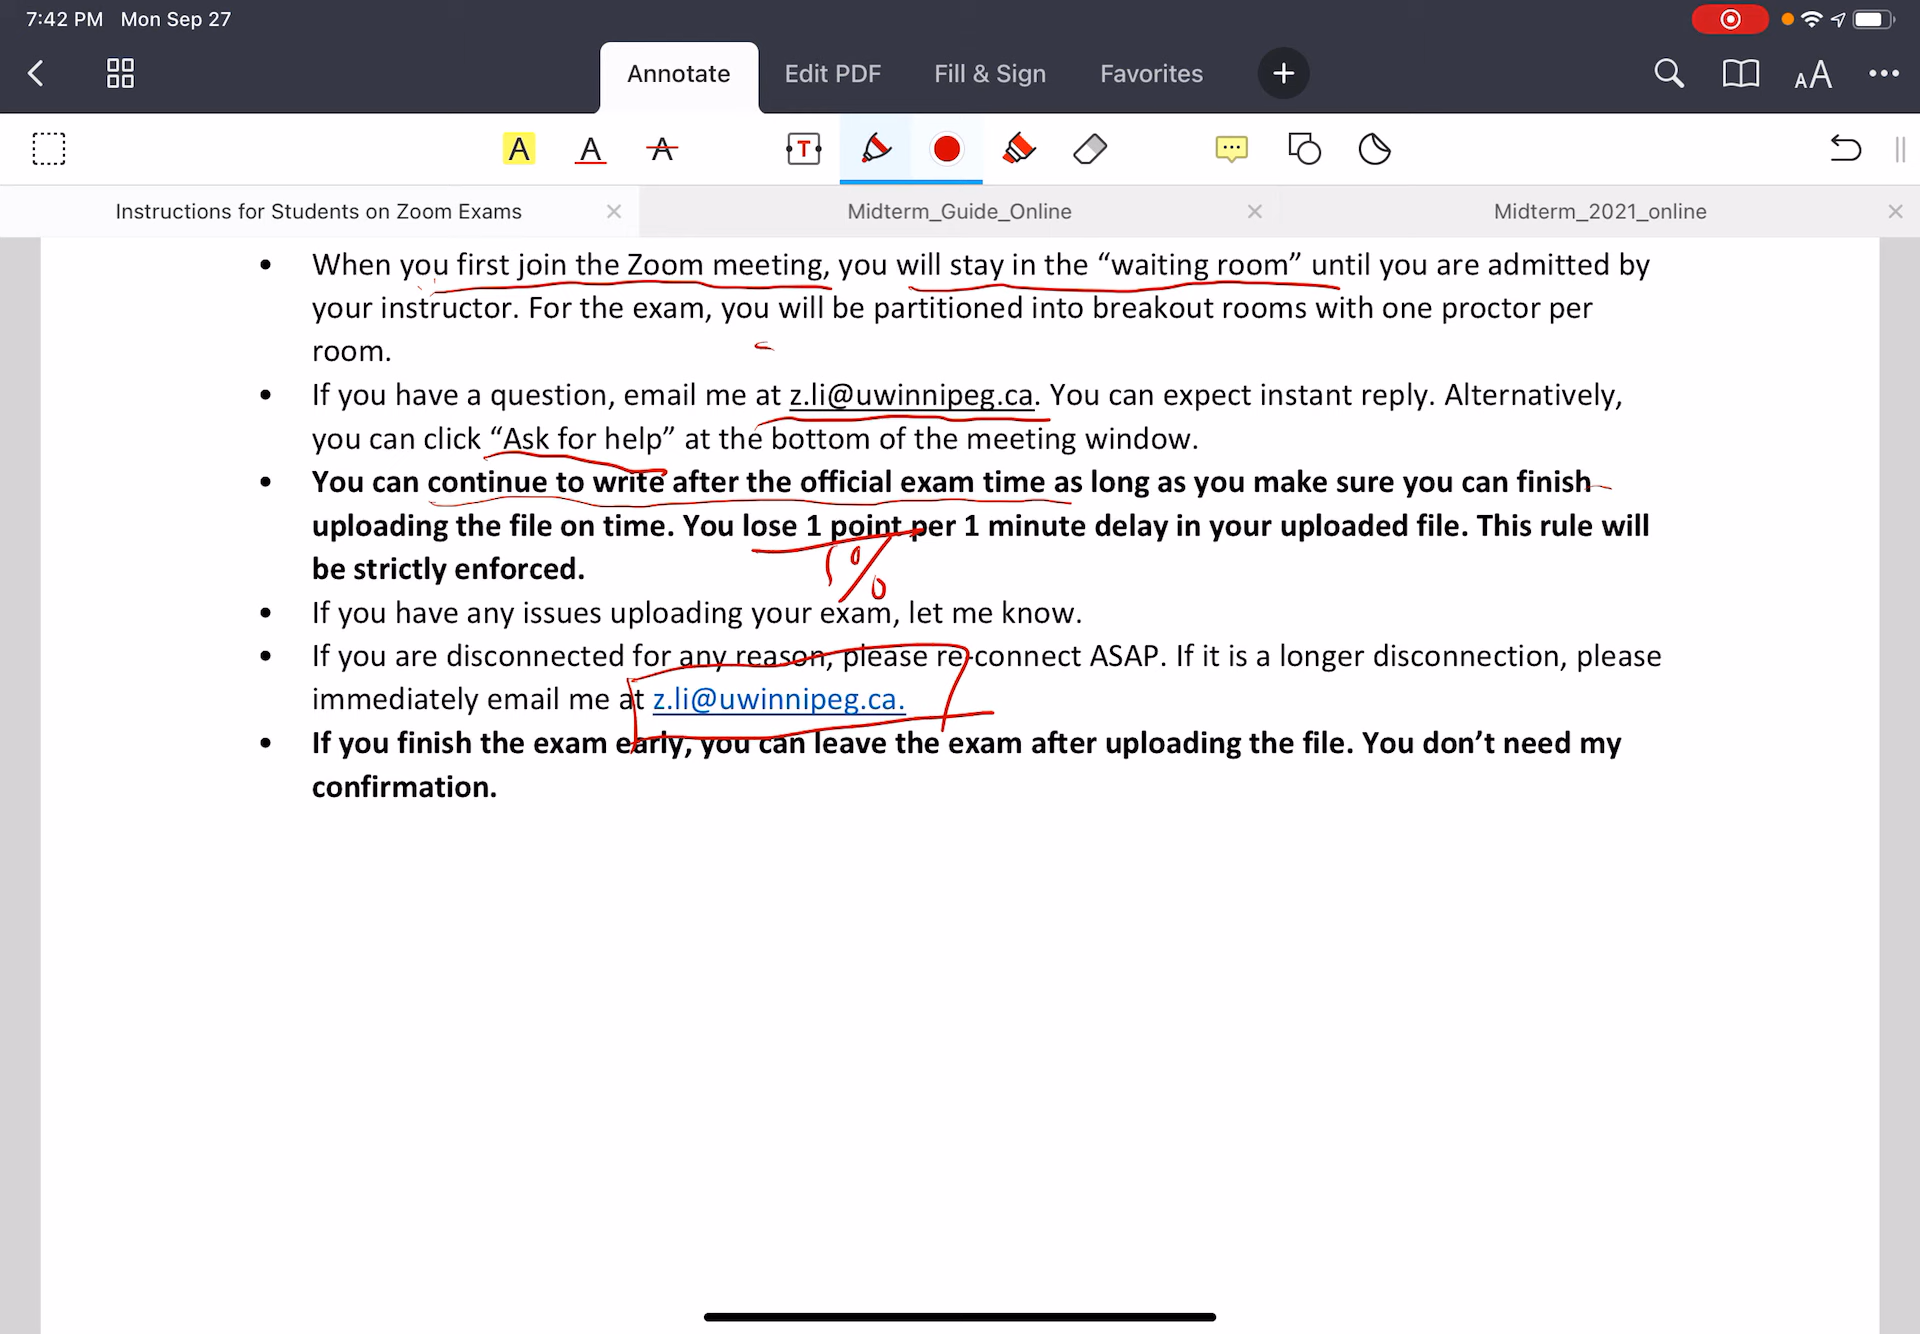 7:42 PM Mon Sep 27
Annotate Edit PDF Fill & Sign Favorites
AA
A A A T
Instructions for Students on Zoom Exams Midterm_Guide_Online Midterm_2021_online
• When you first join the Zoom meeting, you will stay in the “waiting room” until you are admitted by
your instructor. For the exam, you will be partitioned into breakout rooms with one proctor per
room.
• If you have a question, email me at z.li@uwinnipeg.ca. You can expect instant reply. Alternatively,
you can click “Ask for help” at the bottom of the meeting window.
• You can continue to write after the official exam time as long as you make sure you can finish
uploading the file on time. You lose 1 point per 1 minute delay in your uploaded file. This rule will
1%
be strictly enforced.
• If you have any issues uploading your exam, let me know.
• If you are disconnected for any reason, please re-connect ASAP. If it is a longer disconnection, please
immediately email me at z.li@uwinnipeg.ca.
• If you finish the exam early, you can leave the exam after uploading the file. You don’t need my
confirmation.